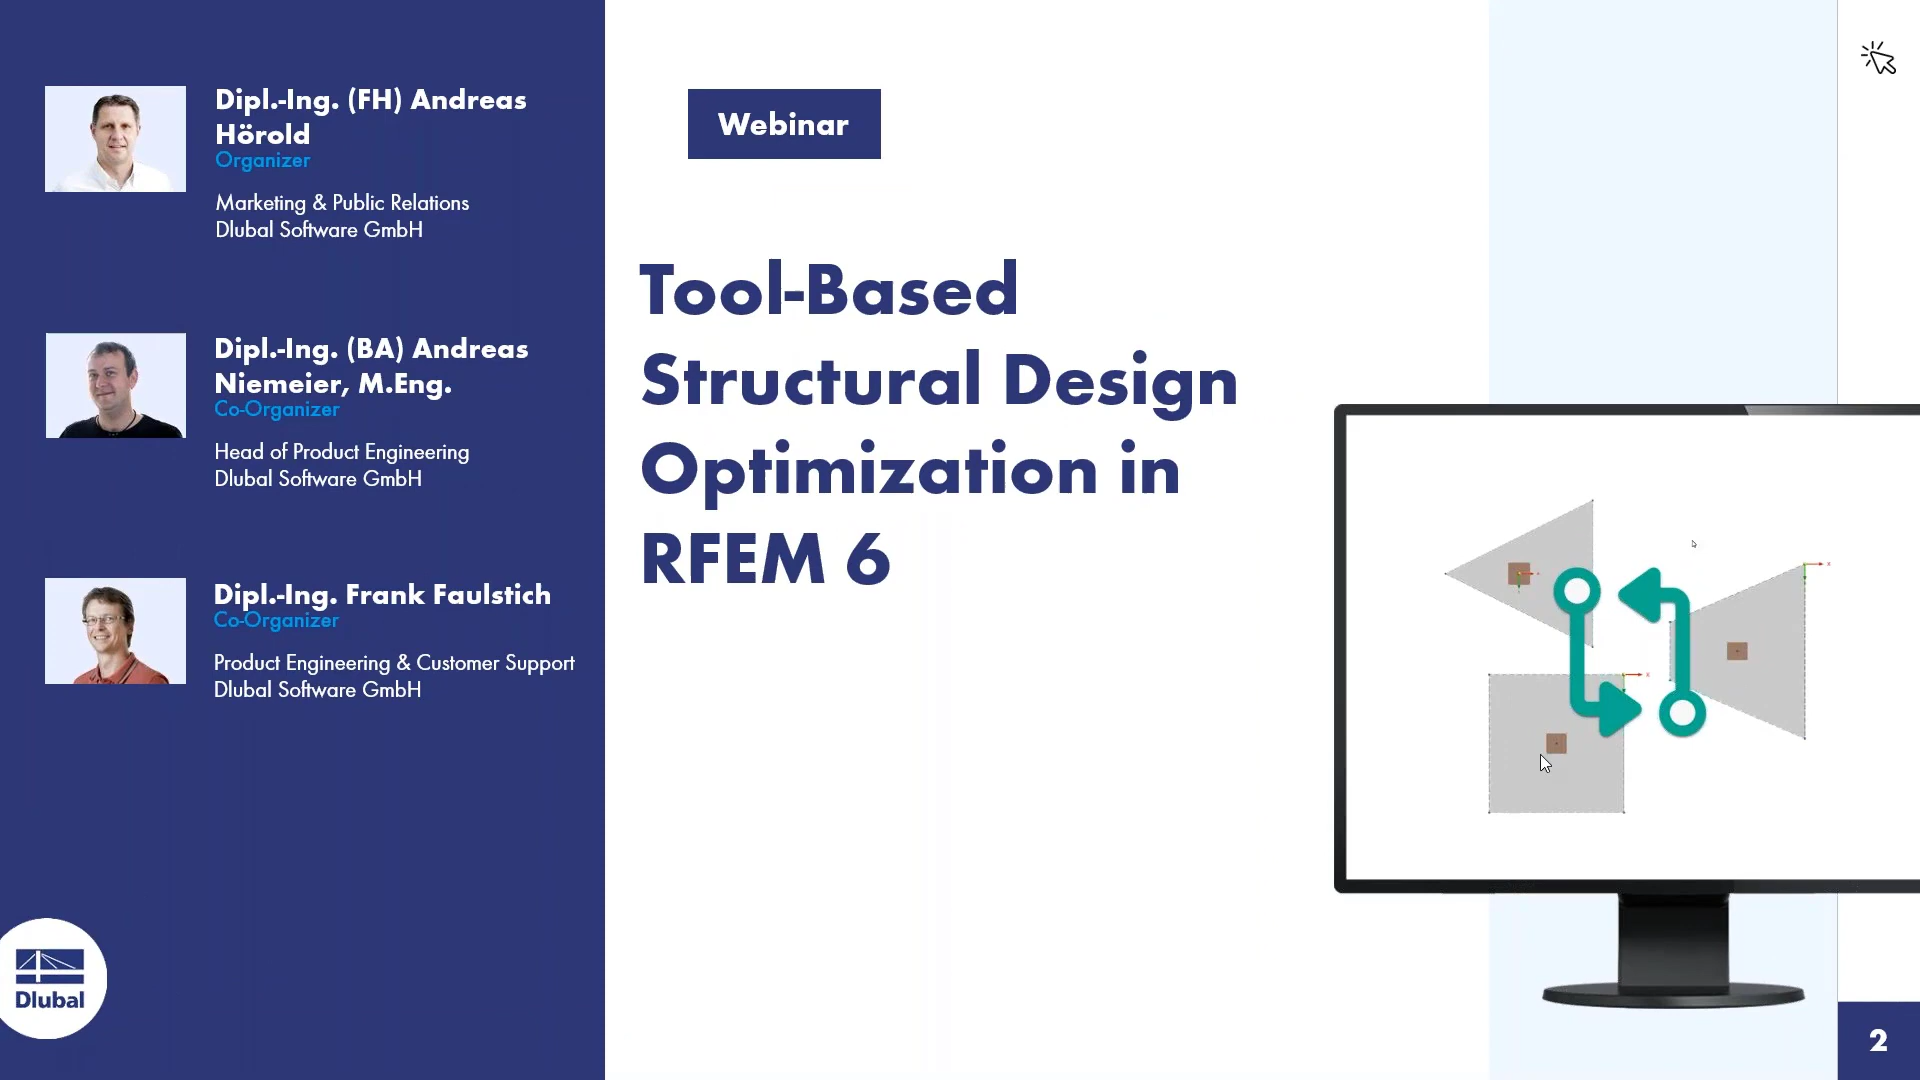 Dipl.-Ing. (FH) Andreas
Hörold
Organizer
Marketing & Public Relations
Dlubal Software GmbH
Dipl.-Ing. (BA) Andreas
Niemeier, M.Eng.
Co-Organizer
Head of Product Engineering
Dlubal Software GmbH
Dipl.-Ing. Frank Faulstich
Co-Organizer
Product Engineering & Customer Support
Dlubal Software GmbH
Dlubal
Webinar
Tool-Based
Structural Design
Optimization in
RFEM 6
2